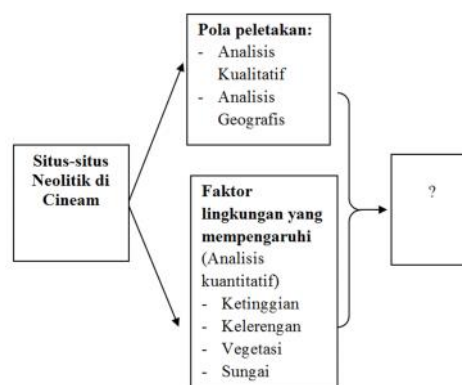 Situs-situs
Neolitik di
Cineam
Pola peletakan:
- Analisis
Kualitatif
- Analisis
Geografis
Faktor
lingkungan yang
mempengaruhi
(Analisis
kuantitatif)
- Ketinggian
- Kelerengan
- Vegetasi
- Sungai
?